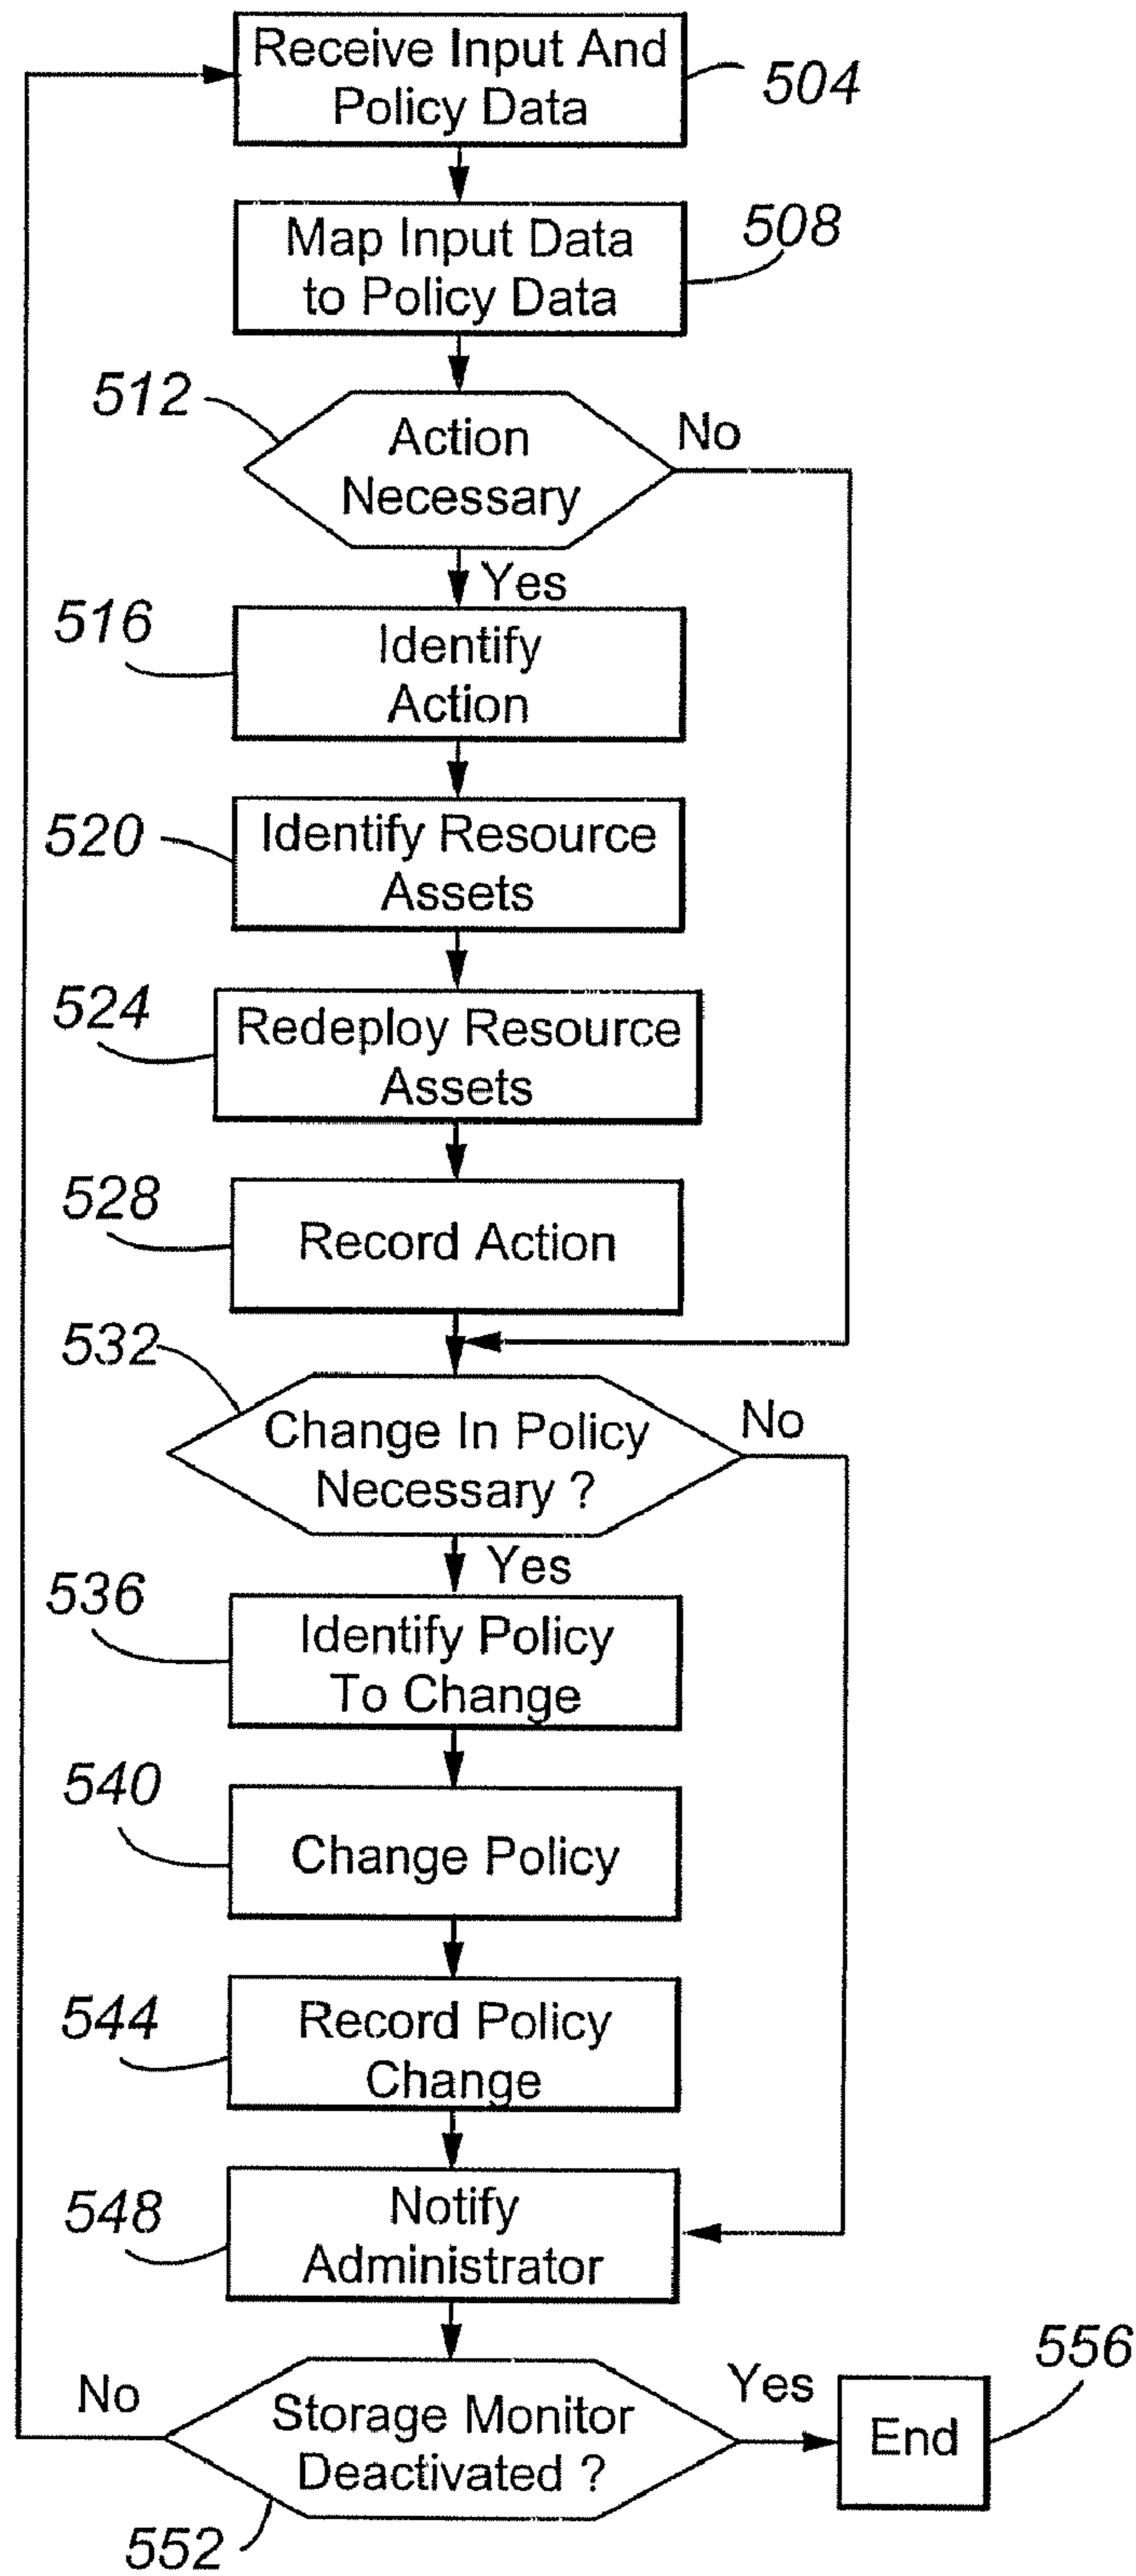 Receive Input And
Policy Data
504
Map Input Data
to Policy Data
508
512
Action
Necessary
No
Yes
516
Identify
Action
520
Identify Resource
Assets
524
Redeploy Resource
Assets
528
Record Action
532
Change In Policy
Necessary ?
No
Yes
536
Identify Policy
To Change
540
Change Policy
544
Record Policy
Change
548
Notify
Administrator
No
Storage Monitor
Deactivated ?
Yes
End
556
552